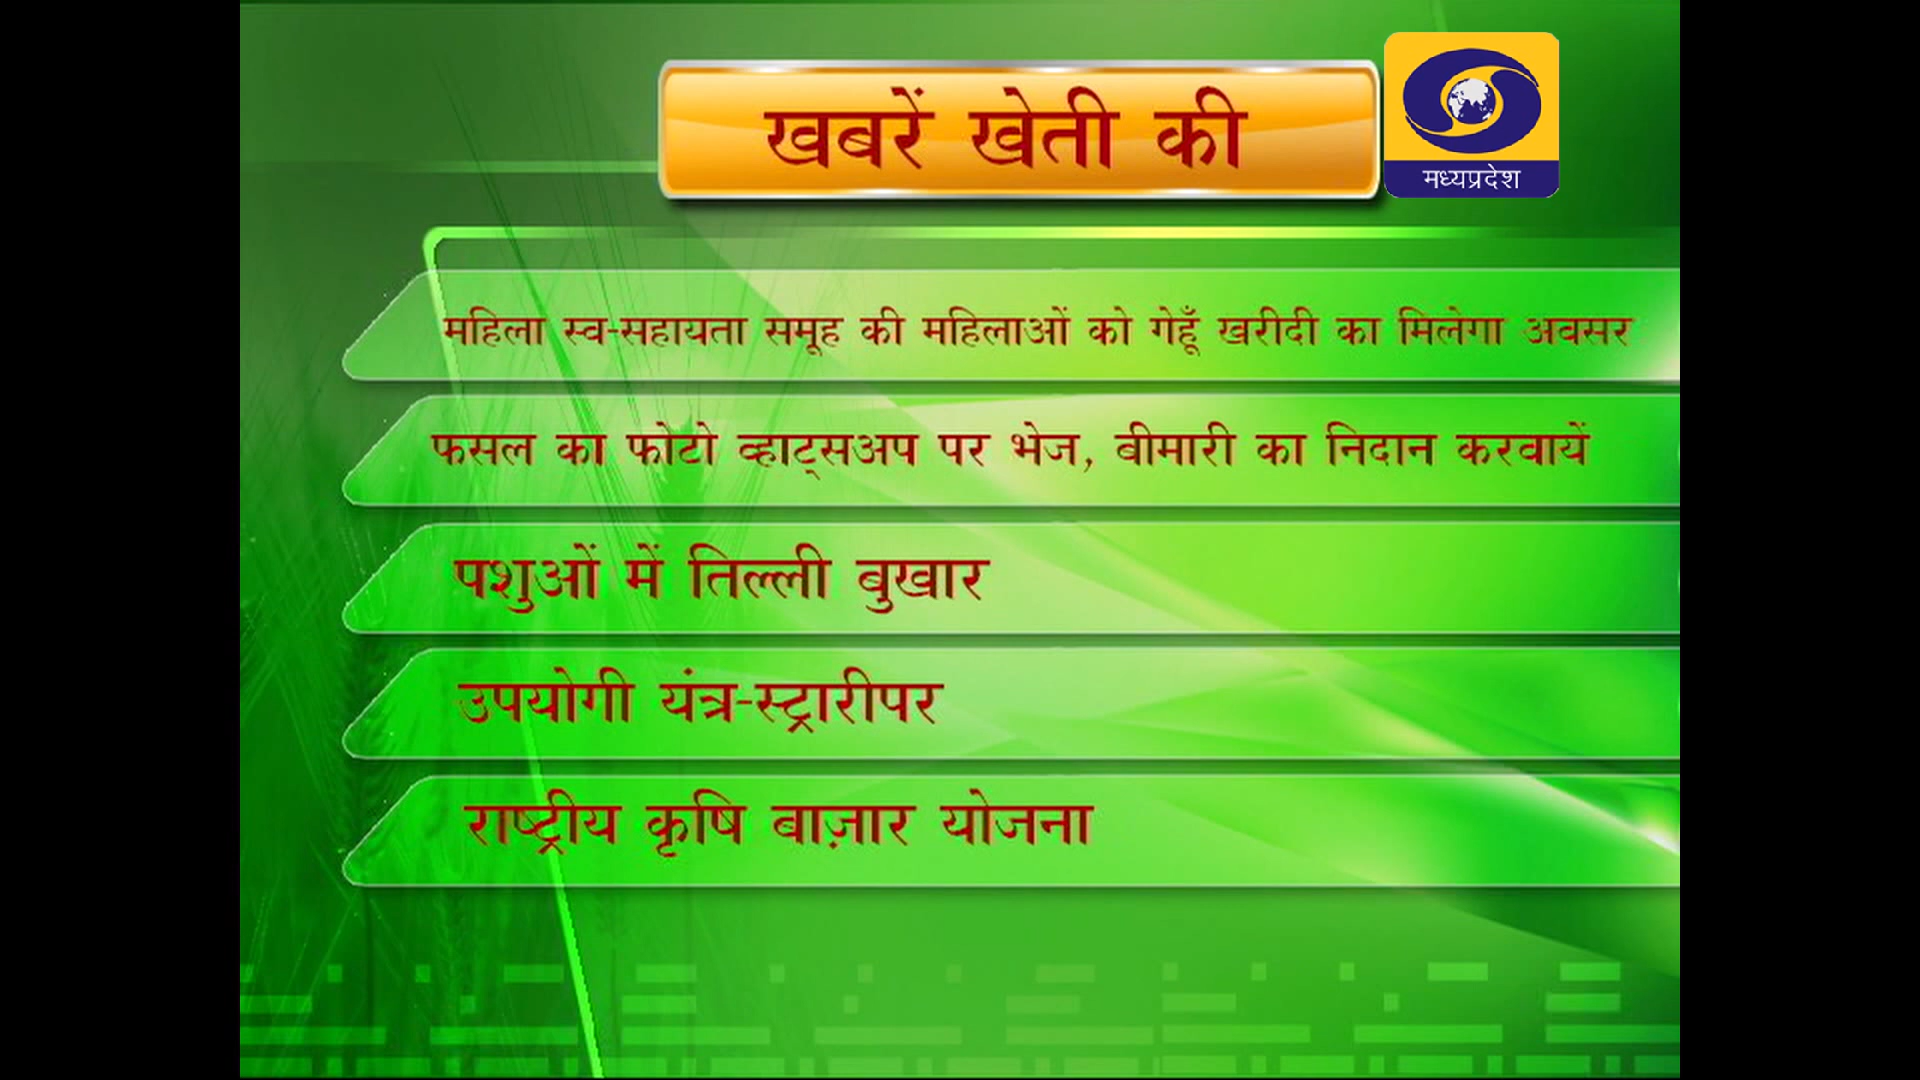 खबरें खेती की
मध्यप्रदेश
महिला स्व-सहायता समूह की महिलाओं को गेहूँ खरीदी का मिलेगा अवसर
फसल का फोटो व्हाट्सअप पर भेज, बीमारी का निदान करवायें
पशुओं में तिल्ली बुखार
उपयोगी यंत्र-स्ट्रारीपर
राष्ट्रीय कृषि बाज़ार योजना